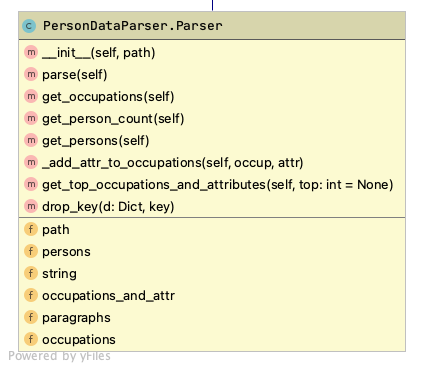 C PersonDataParser.Parser
m __init__(self, path)
m parse(self)
m get_occupations(self)
m get_person_count(self)
m get_persons(self)
m _add_attr_to_occupations(self, occup, attr)
m get_top_occupations_and_attributes(self, top: int = None)
m drop_key(d: Dict, key)
f path
f persons
f string
f occupations_and_attr
f paragraphs
f occupations
Powered by yFiles